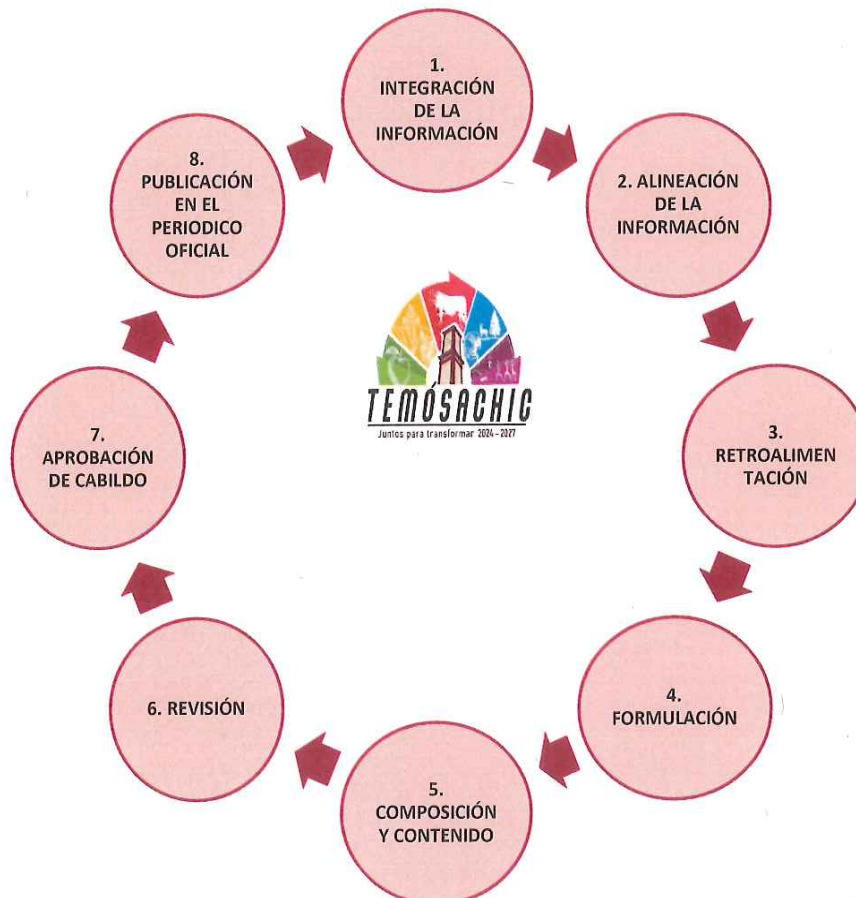 1.
INTEGRACIÓN
DE LA
INFORMACIÓN
2. ALINEACIÓN
DE LA
INFORMACIÓN
3.
RETROALIMEN
TACIÓN
4.
FORMULACIÓN
5.
COMPOSICIÓN
Y CONTENIDO
6. REVISIÓN
7.
APROBACIÓN
DE CABILDO
8.
PUBLICACIÓN
EN EL
PERIODICO
OFICIAL
TEMÓSACHIC
Juntos para transformar 2024 - 2027